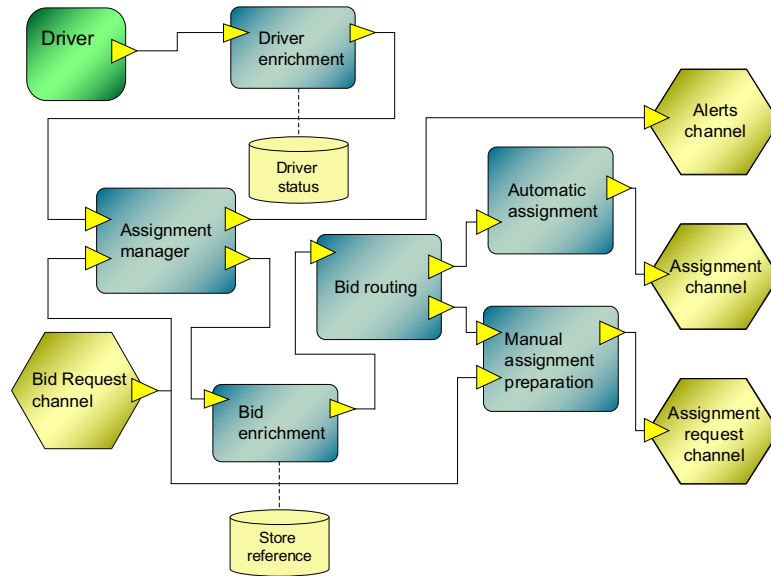 Driver
Driver
enrichment
Driver
status
Alerts
channel
Automatic
assignment
Assignment
manager
Bid routing
Assignment
channel
Manual
assignment
preparation
Bid Request
channel
Bid
enrichment
Assignment
request
channel
Store
reference